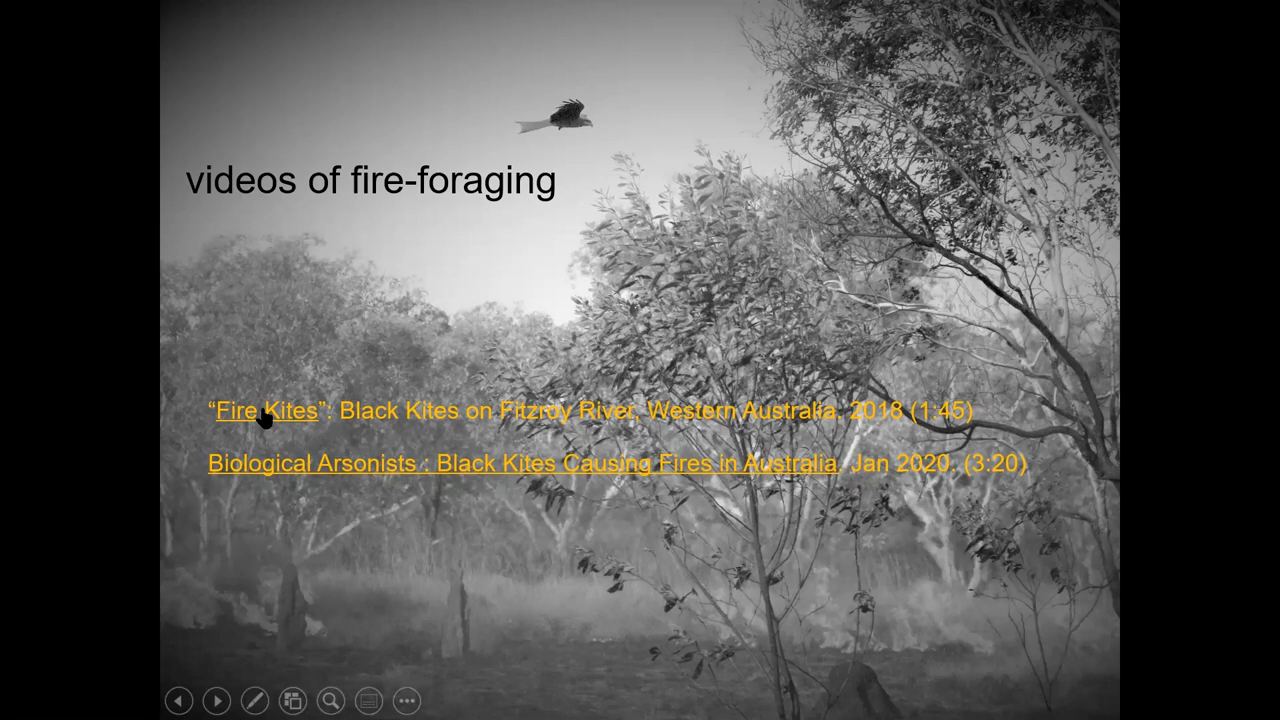 videos of fire-foraging
“Fire Kites”: Black Kites on Fitzroy River, Western Australia, 2018 (1:45)
Biological Arsonists : Black Kites Causing Fires in Australia, Jan 2020, (3:20)